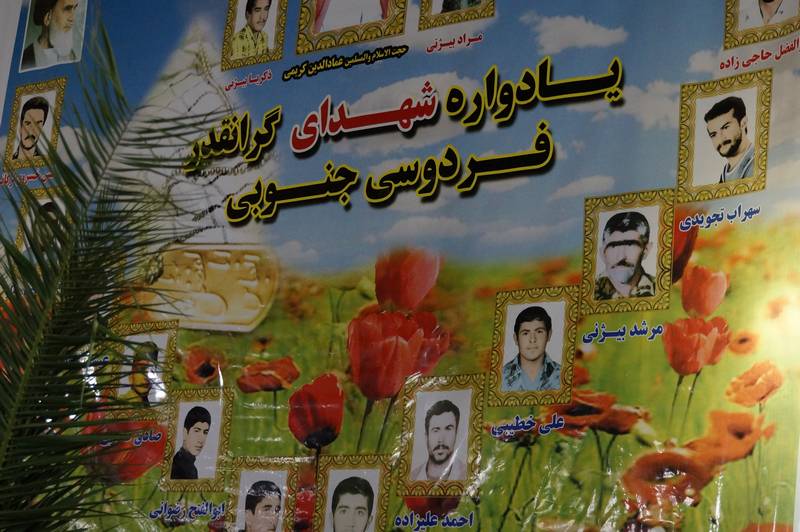 مراد بیژنی
حجت الاسلام والمسلمین عمادالدین کریمی
ذکریا بیژنی
حاجی زاده
یادواره شهدای گرانقدر
فردوسی جنوبی
سهراب تجویدی
مرشد بیژنی
علی خطیبی
صادق
ابوالفتح رضوانی
احمد علیزاده